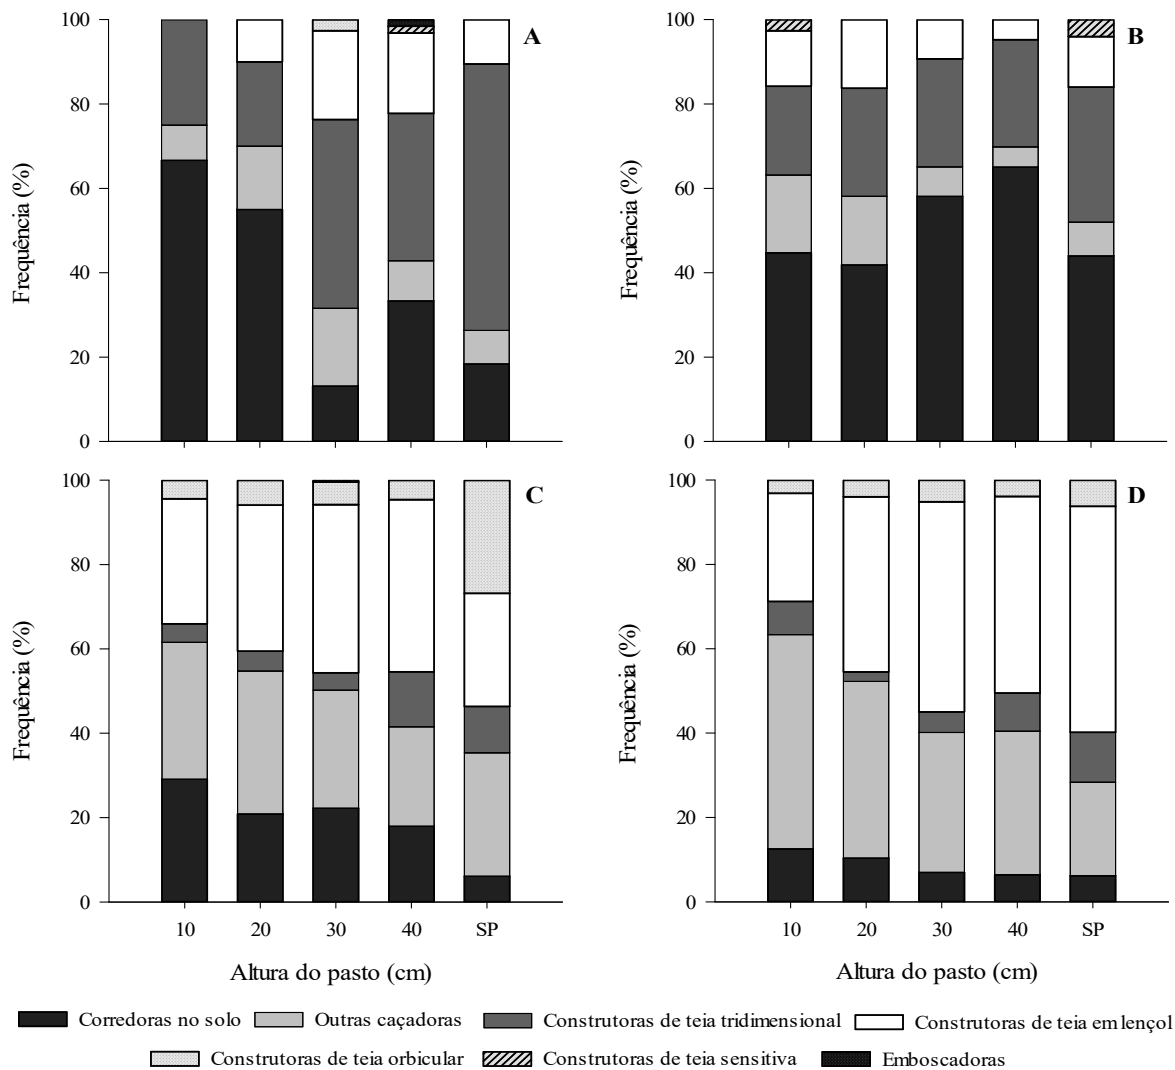 100
80
60
40
20
0
Frequência (%)
A
100
80
60
40
20
0
Frequência (%)
B
100
80
60
40
20
0
Frequência (%)
C
10 20 30 40 SP
Altura do pasto (cm)
100
80
60
40
20
0
Frequência (%)
D
10 20 30 40 SP
Altura do pasto (cm)
Corredoras no solo Outras caçadoras Construtoras de teia tridimensional Construtoras de teia em lençol
Construtoras de teia orbicular Construtoras de teia sensitiva Emboscadoras